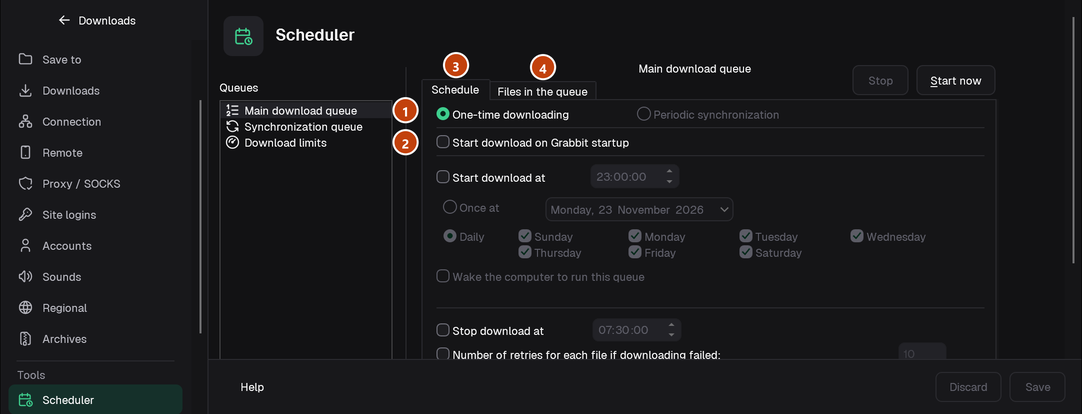 Downloads
Save to
Downloads
Connection
Remote
Proxy / SOCKS
Site logins
Accounts
Sounds
Regional
Archives
Tools
Scheduler
Scheduler
Queues
Main download queue
Synchronization queue
Download limits
1
2
3
4
Main download queue
Stop
Start now
Schedule
Files in the queue
One-time downloading
Periodic synchronization
Start download on Grabbit startup
Start download at
23:00:00
Once at
Monday, 23 November 2026
Daily
Sunday
Monday
Tuesday
Wednesday
Thursday
Friday
Saturday
Wake the computer to run this queue
Stop download at
07:30:00
Number of retries for each file if downloading failed:
10
Help
Discard
Save